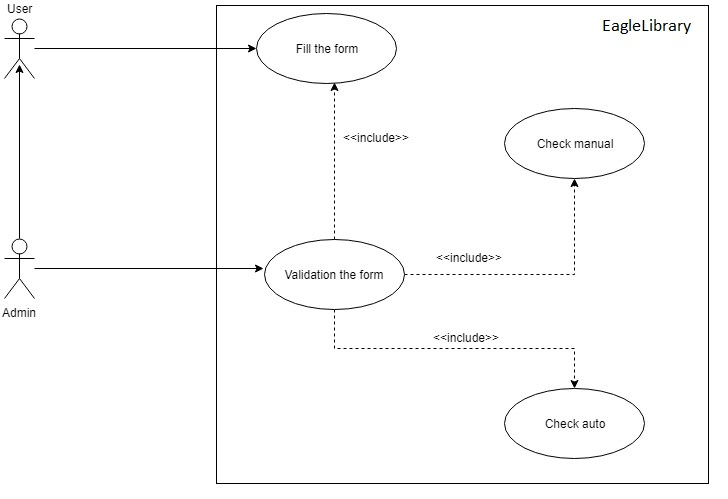 User
EagleLibrary
Fill the form
<<include>>
Check manual
<<include>>
Validation the form
Admin
<<include>>
Check auto